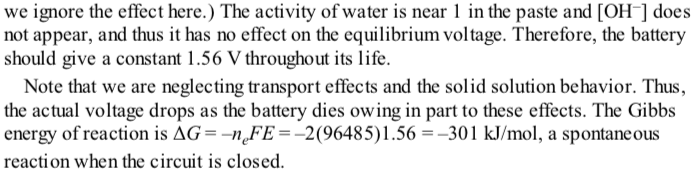 we ignore the effect here.) The activity of water is near 1 in the paste and [OH⁻] does
not appear, and thus it has no effect on the equilibrium voltage. Therefore, the battery
should give a constant 1.56 V throughout its life.
Note that we are neglecting transport effects and the solid solution behavior. Thus,
the actual voltage drops as the battery dies owing in part to these effects. The Gibbs
energy of reaction is ΔG = –nₑFE = –2(96485)1.56 = –301 kJ/mol, a spontaneous
reaction when the circuit is closed.